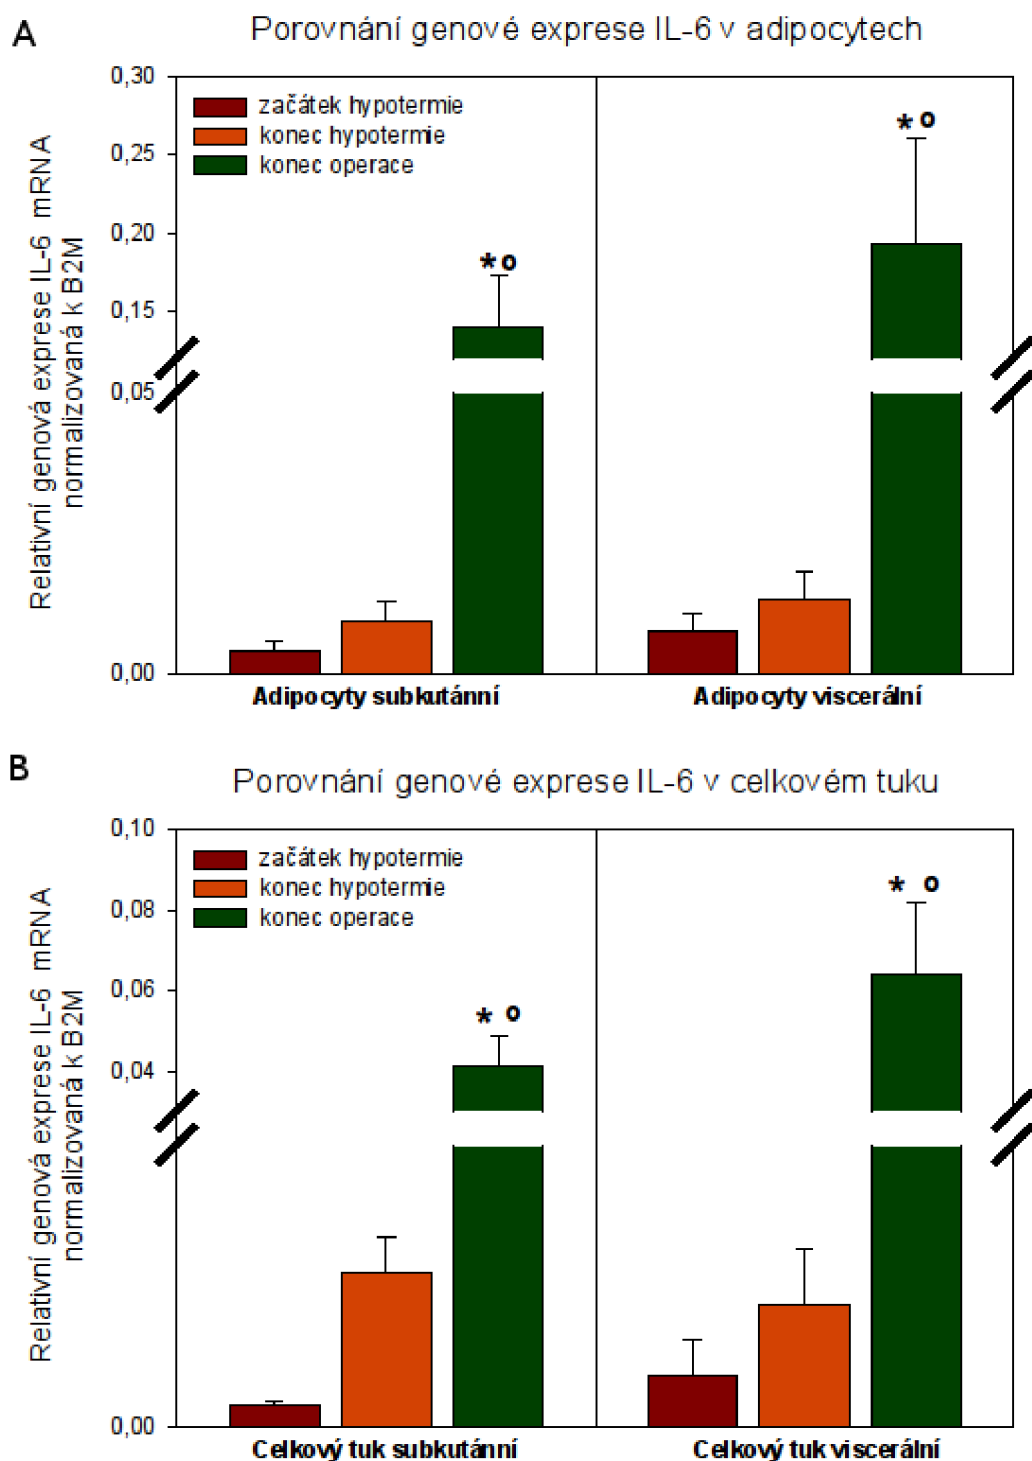 A
Porovnání genové exprese IL-6 v adipocytech
Relativní genová exprese IL-6 mRNA
normalizovaná k B2M
0,30
0,25
0,20
0,15
0,05
0,00
začátek hypotermie
konec hypotermie
konec operace
*o
*o
Adipocyty subkutánní
Adipocyty viscerální
B
Porovnání genové exprese IL-6 v celkovém tuku
Relativní genová exprese IL-6 mRNA
normalizovaná k B2M
0,10
0,08
0,06
0,04
0,00
začátek hypotermie
konec hypotermie
konec operace
* o
* o
Celkový tuk subkutánní
Celkový tuk viscerální